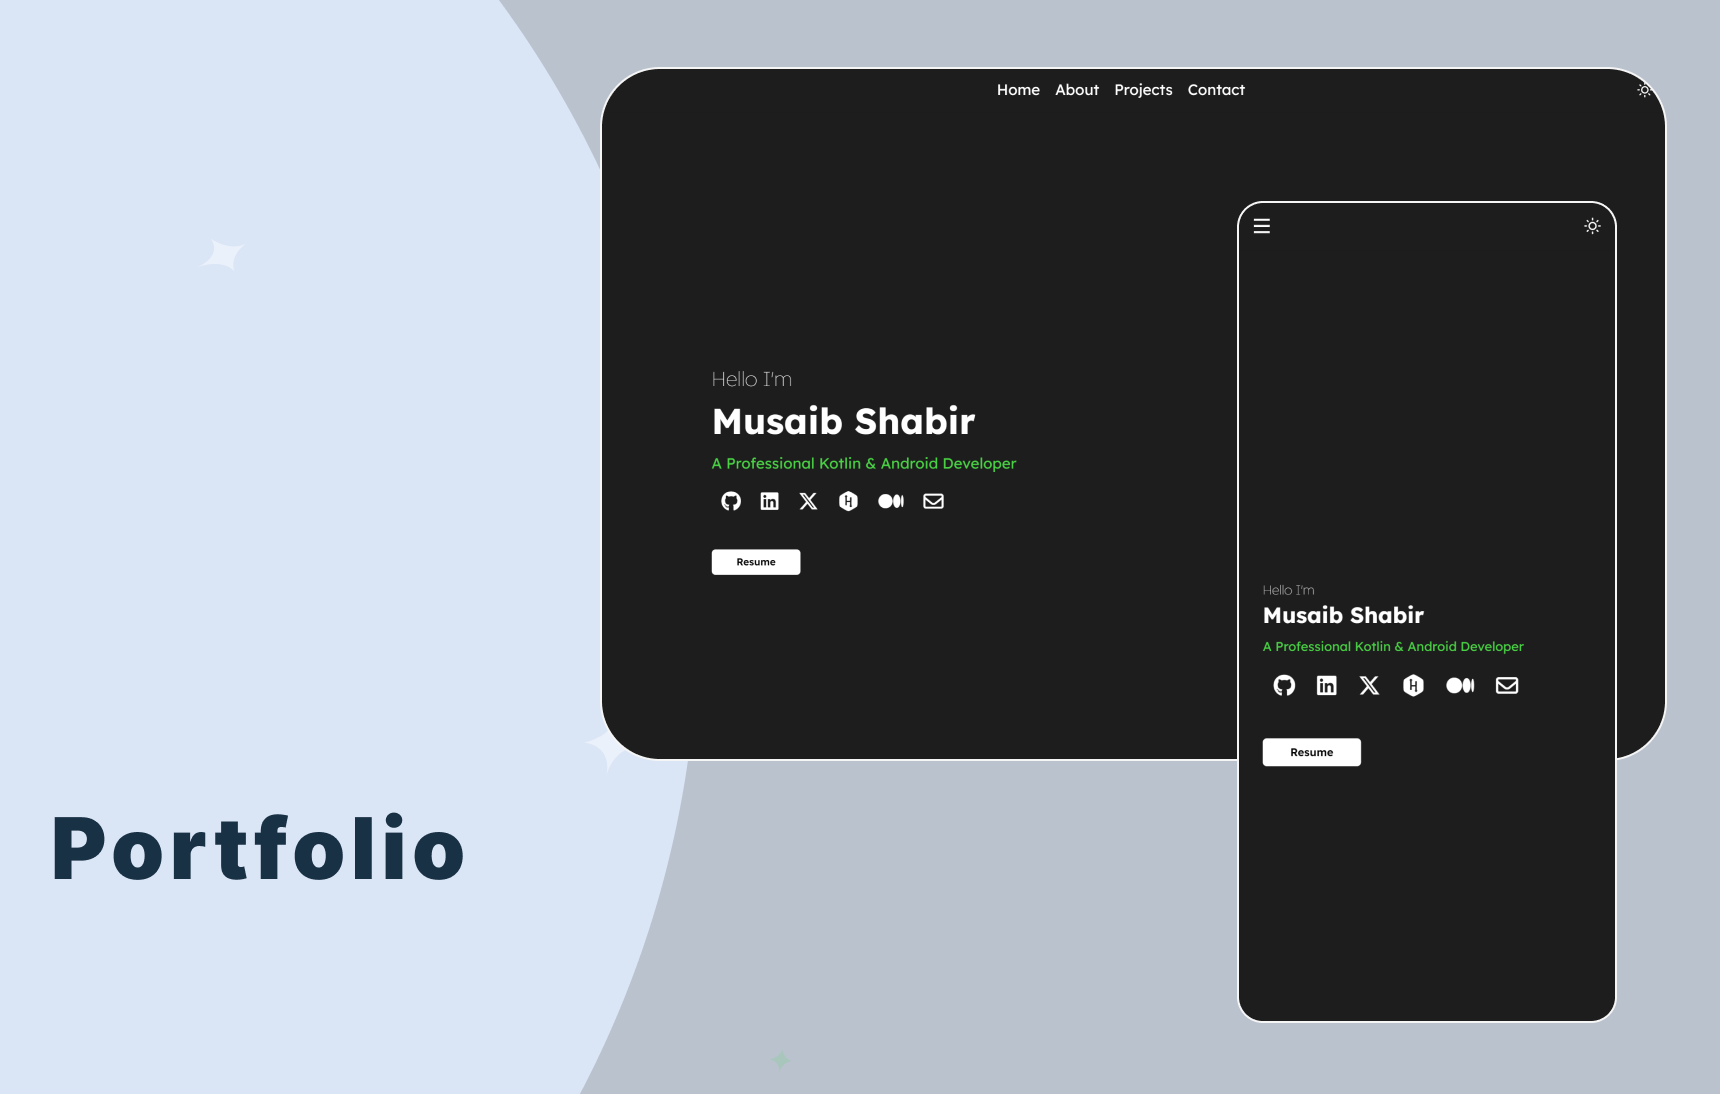 Home About Projects Contact
Hello I'm
Musaib Shabir
A Professional Kotlin & Android Developer
Resume
Hello I'm
Musaib Shabir
A Professional Kotlin & Android Developer
Resume
Portfolio